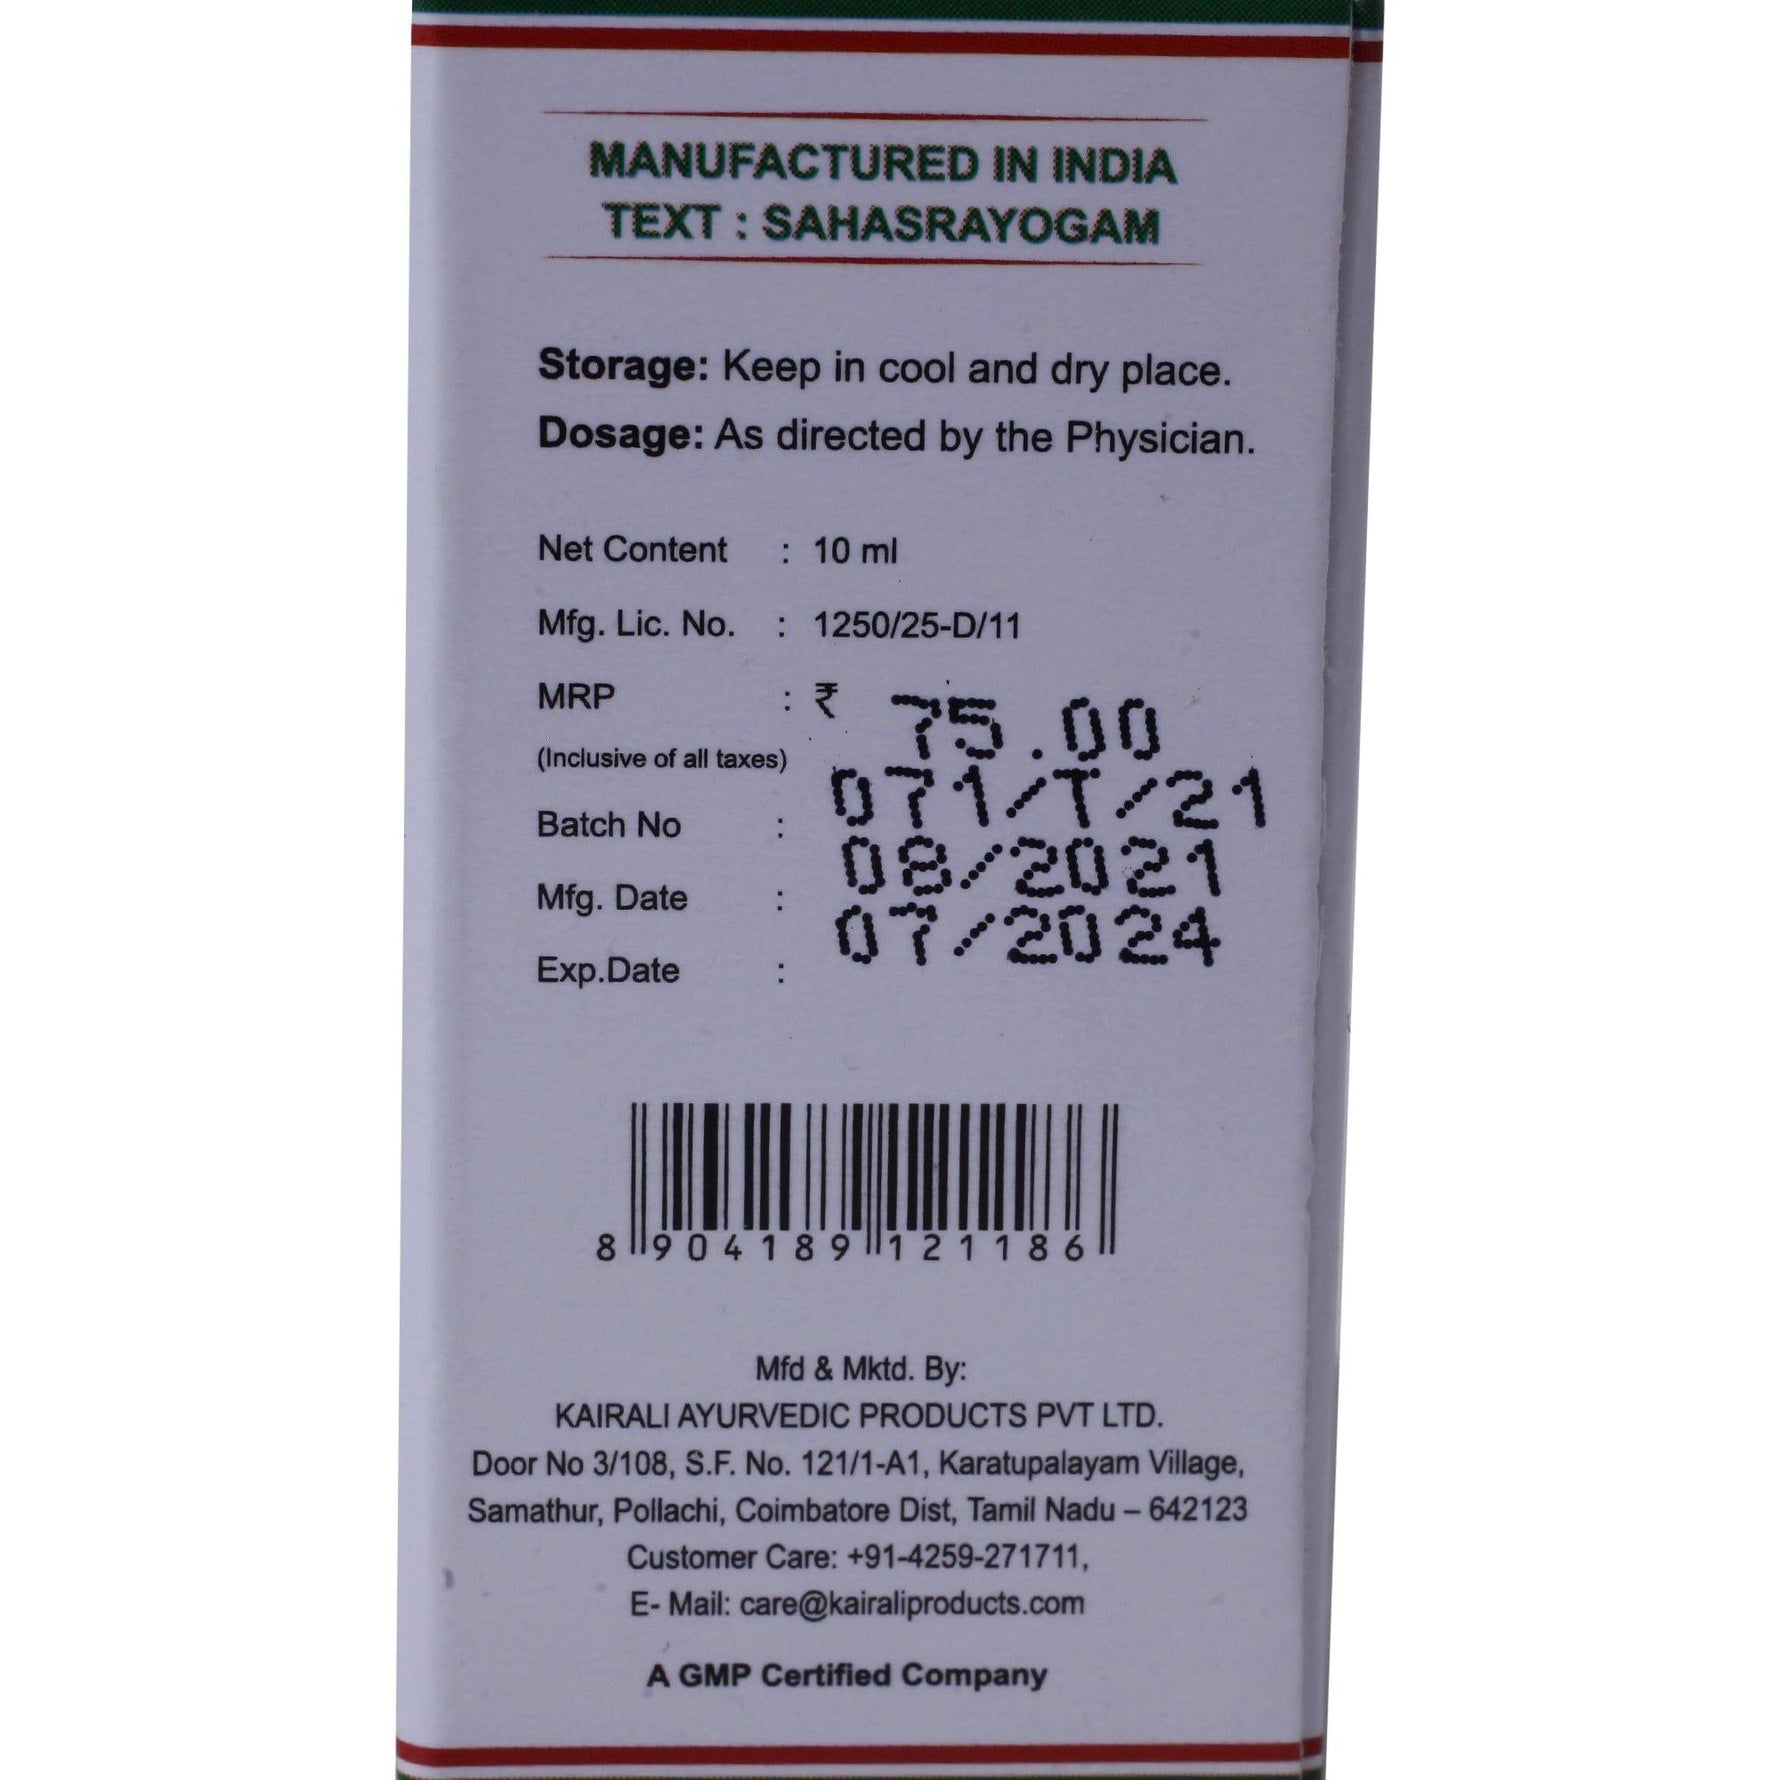 MANUFACTURED IN INDIA
TEXT : SAHASRAYOGAM
Storage: Keep in cool and dry place.
Dosage: As directed by the Physician.
Net Content : 10 ml
Mfg. Lic. No. : 1250/25-D/11
MRP : ₹ 75.00
(Inclusive of all taxes)
Batch No : 071/T/21
Mfg. Date : 08/2021
Exp.Date : 07/2024
8 904189 121186
Mfd & Mktd. By:
KAIRALI AYURVEDIC PRODUCTS PVT LTD.
Door No 3/108, S.F. No. 121/1-A1, Karatupalayam Village,
Samathur, Pollachi, Coimbatore Dist, Tamil Nadu – 642123
Customer Care: +91-4259-271711,
E- Mail: care@kairaliproducts.com
A GMP Certified Company